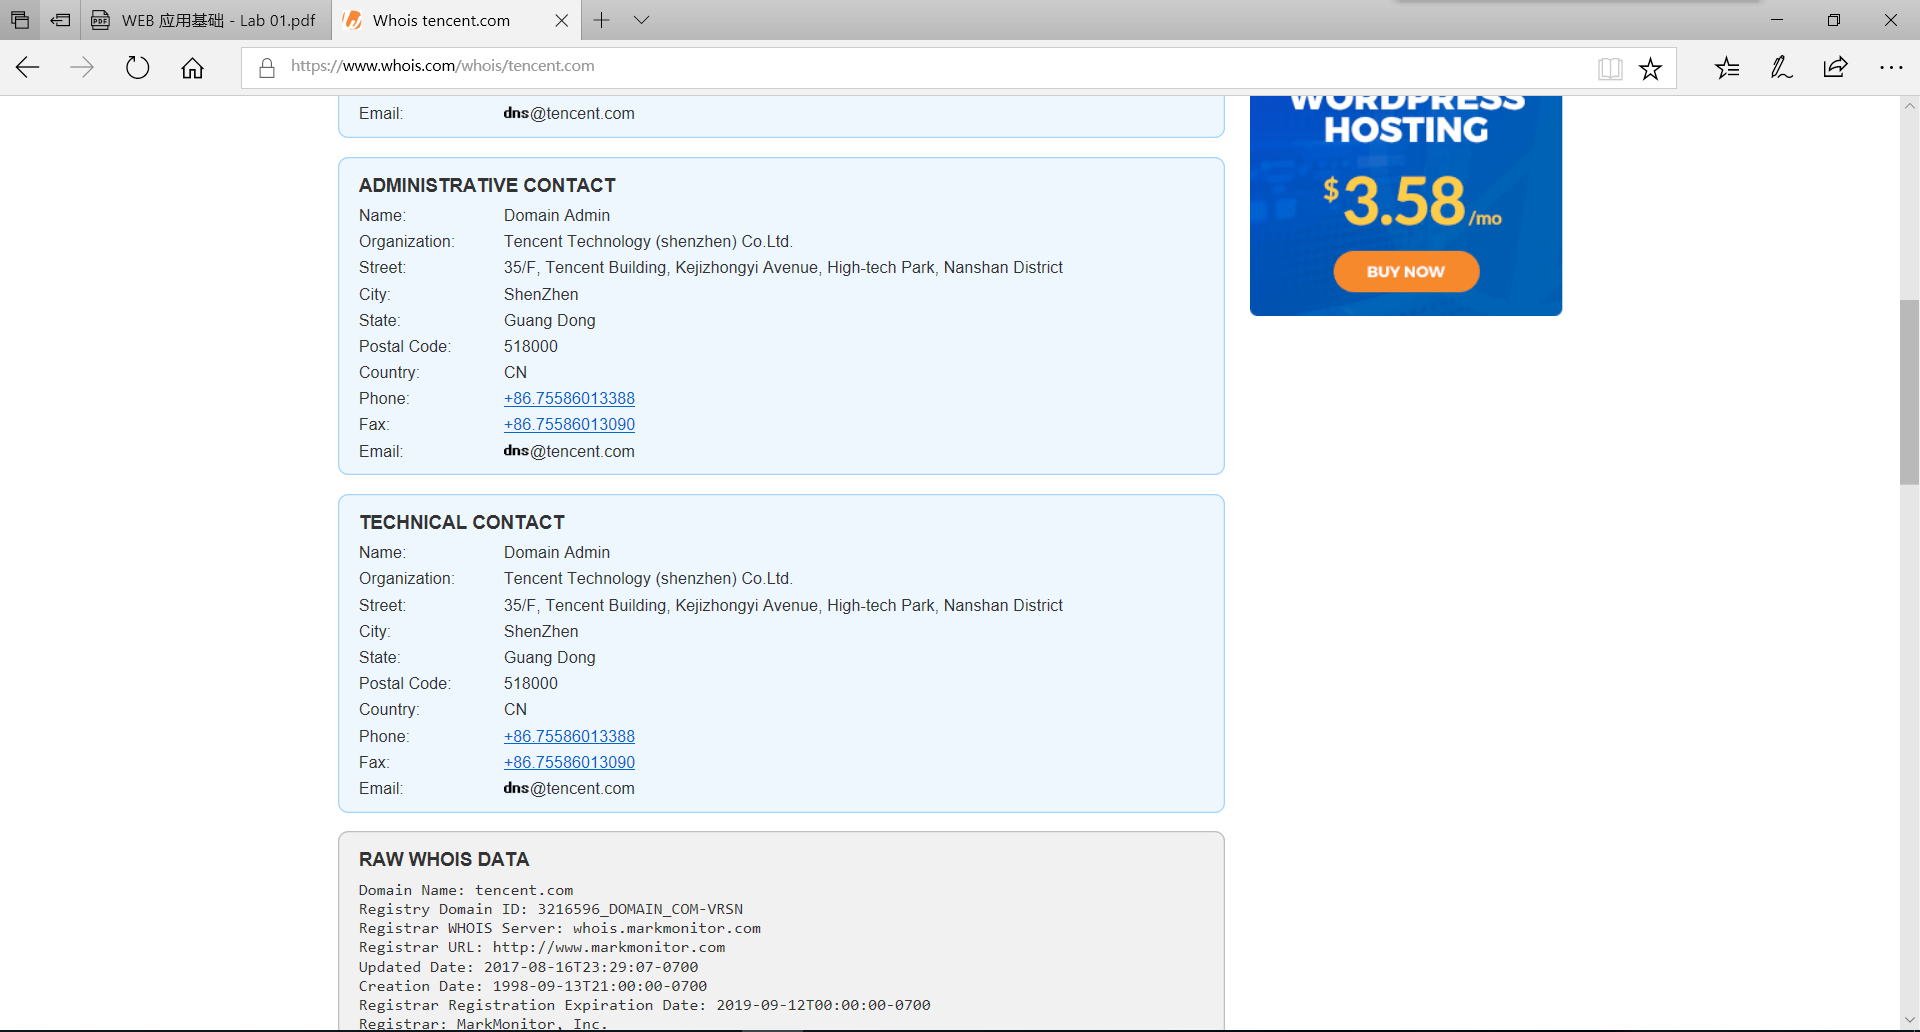 WEB 应用基础 - Lab 01.pdf
Whois tencent.com
https://www.whois.com/whois/tencent.com
Email: dns@tencent.com
ADMINISTRATIVE CONTACT
Name: Domain Admin
Organization: Tencent Technology (shenzhen) Co.Ltd.
Street: 35/F, Tencent Building, Kejizhongyi Avenue, High-tech Park, Nanshan District
City: ShenZhen
State: Guang Dong
Postal Code: 518000
Country: CN
Phone: +86.75586013388
Fax: +86.75586013090
Email: dns@tencent.com
TECHNICAL CONTACT
Name: Domain Admin
Organization: Tencent Technology (shenzhen) Co.Ltd.
Street: 35/F, Tencent Building, Kejizhongyi Avenue, High-tech Park, Nanshan District
City: ShenZhen
State: Guang Dong
Postal Code: 518000
Country: CN
Phone: +86.75586013388
Fax: +86.75586013090
Email: dns@tencent.com
RAW WHOIS DATA
Domain Name: tencent.com
Registry Domain ID: 3216596_DOMAIN_COM-VRSN
Registrar WHOIS Server: whois.markmonitor.com
Registrar URL: http://www.markmonitor.com
Updated Date: 2017-08-16T23:29:07-0700
Creation Date: 1998-09-13T21:00:00-0700
Registrar Registration Expiration Date: 2019-09-12T00:00:00-0700
Registrar: MarkMonitor, Inc.
WORDPRESS
HOSTING
$3.58/mo
BUY NOW